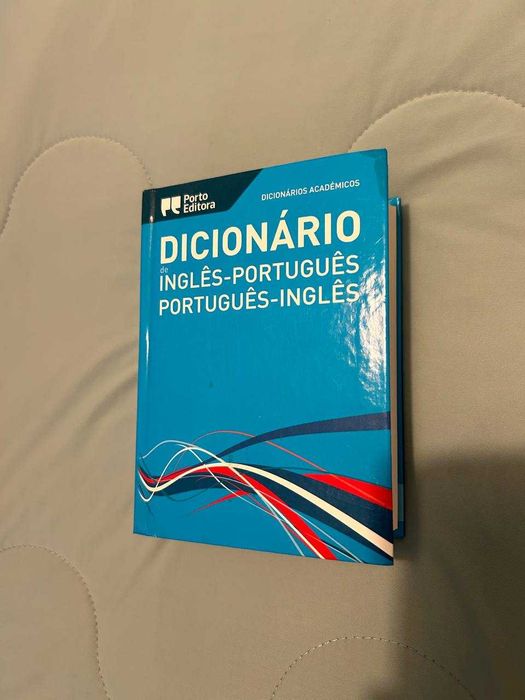 Porto
Editora
DICIONÁRIOS ACADÉMICOS
DICIONÁRIO
de
INGLÊS-PORTUGUÊS
PORTUGUÊS-INGLÊS